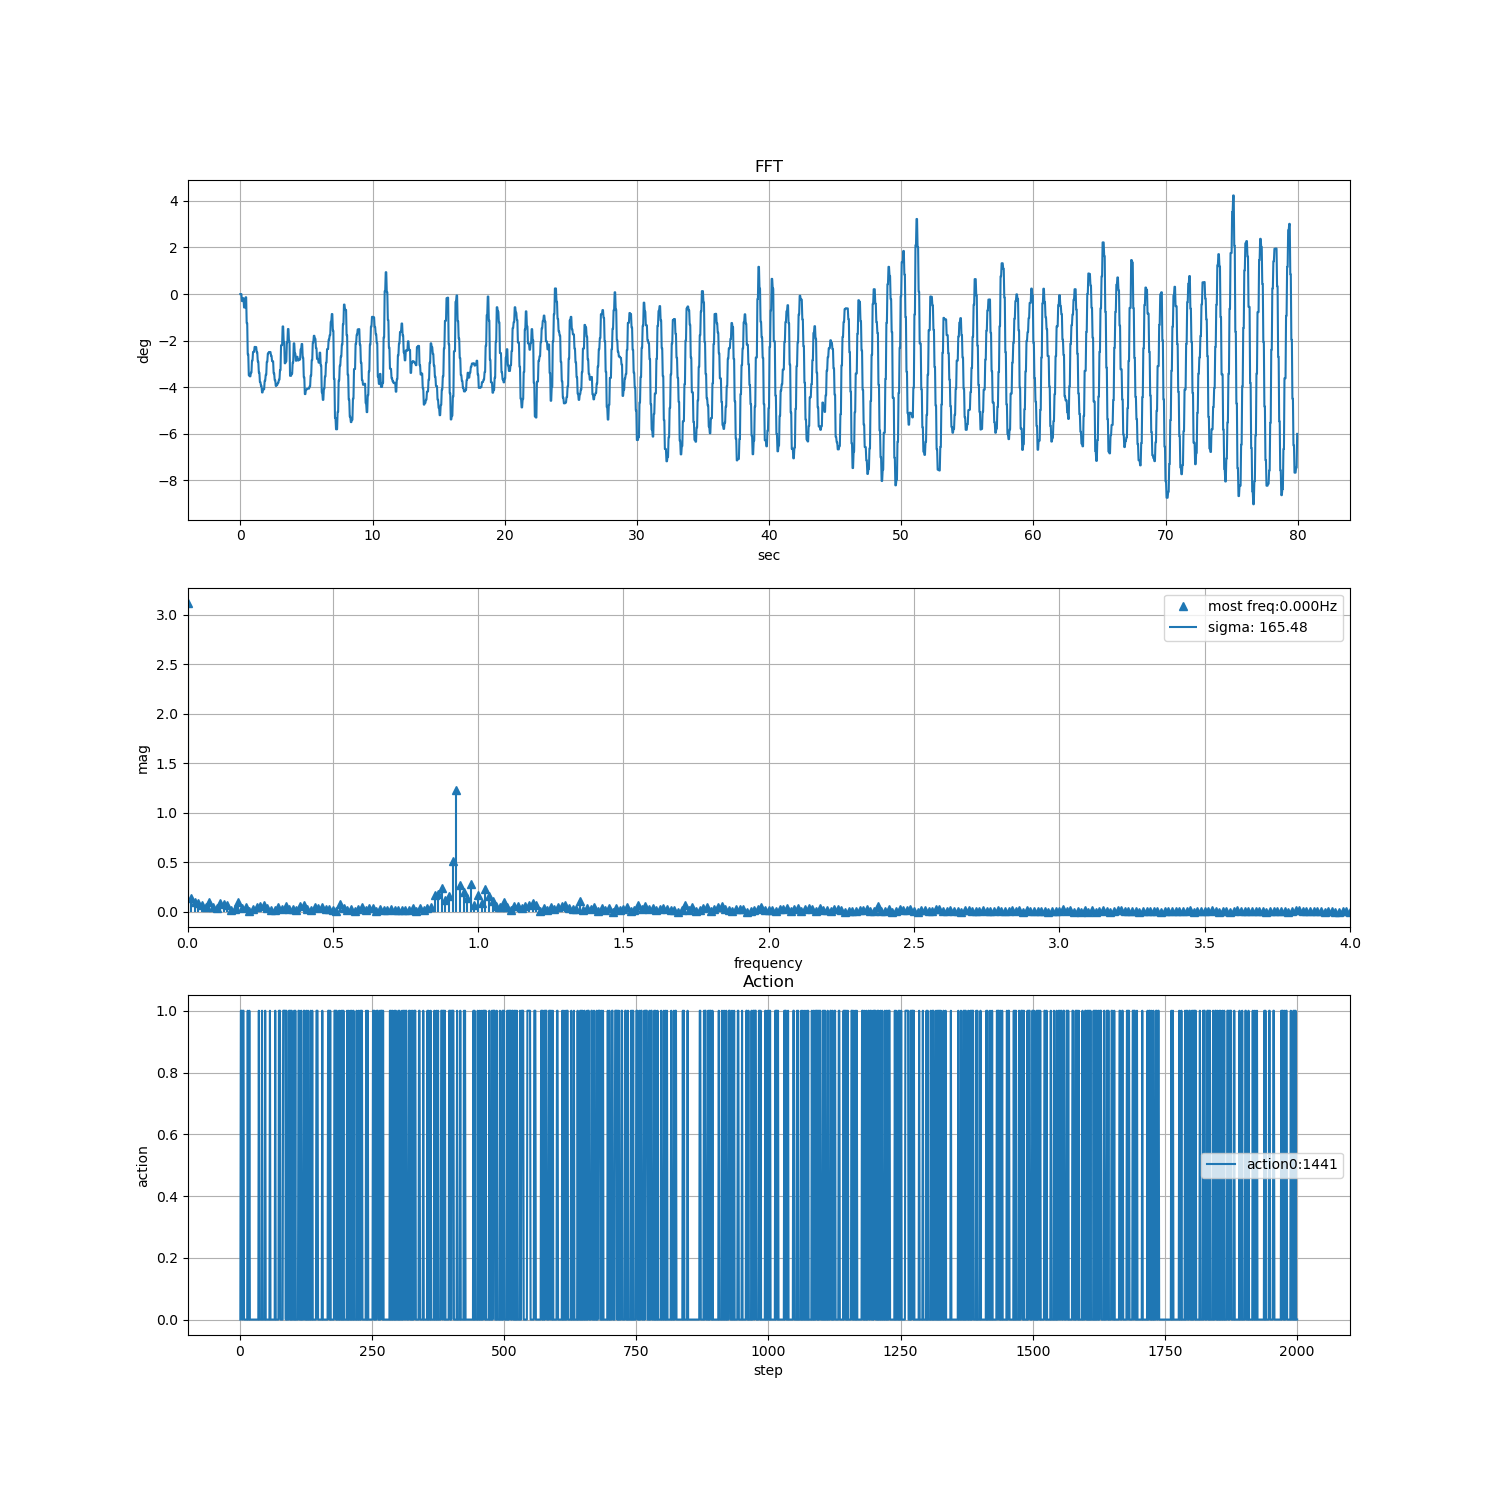 FFT
4
2
0
−2
−4
−6
−8
deg
0 10 20 30 40 50 60 70 80
sec
most freq:0.000Hz
sigma: 165.48
3.0
2.5
2.0
1.5
1.0
0.5
0.0
mag
0.0 0.5 1.0 1.5 2.0 2.5 3.0 3.5 4.0
frequency
Action
1.0
0.8
0.6
0.4
0.2
0.0
action
action0:1441
0 250 500 750 1000 1250 1500 1750 2000
step